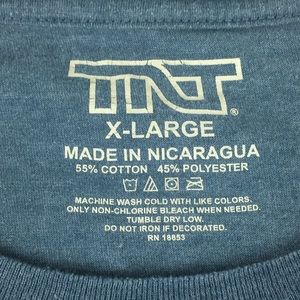 TNT®
X-LARGE
MADE IN NICARAGUA
55% COTTON 45% POLYESTER
MACHINE WASH COLD WITH LIKE COLORS.
ONLY NON-CHLORINE BLEACH WHEN NEEDED.
TUMBLE DRY LOW.
DO NOT IRON IF DECORATED.
RN 18853